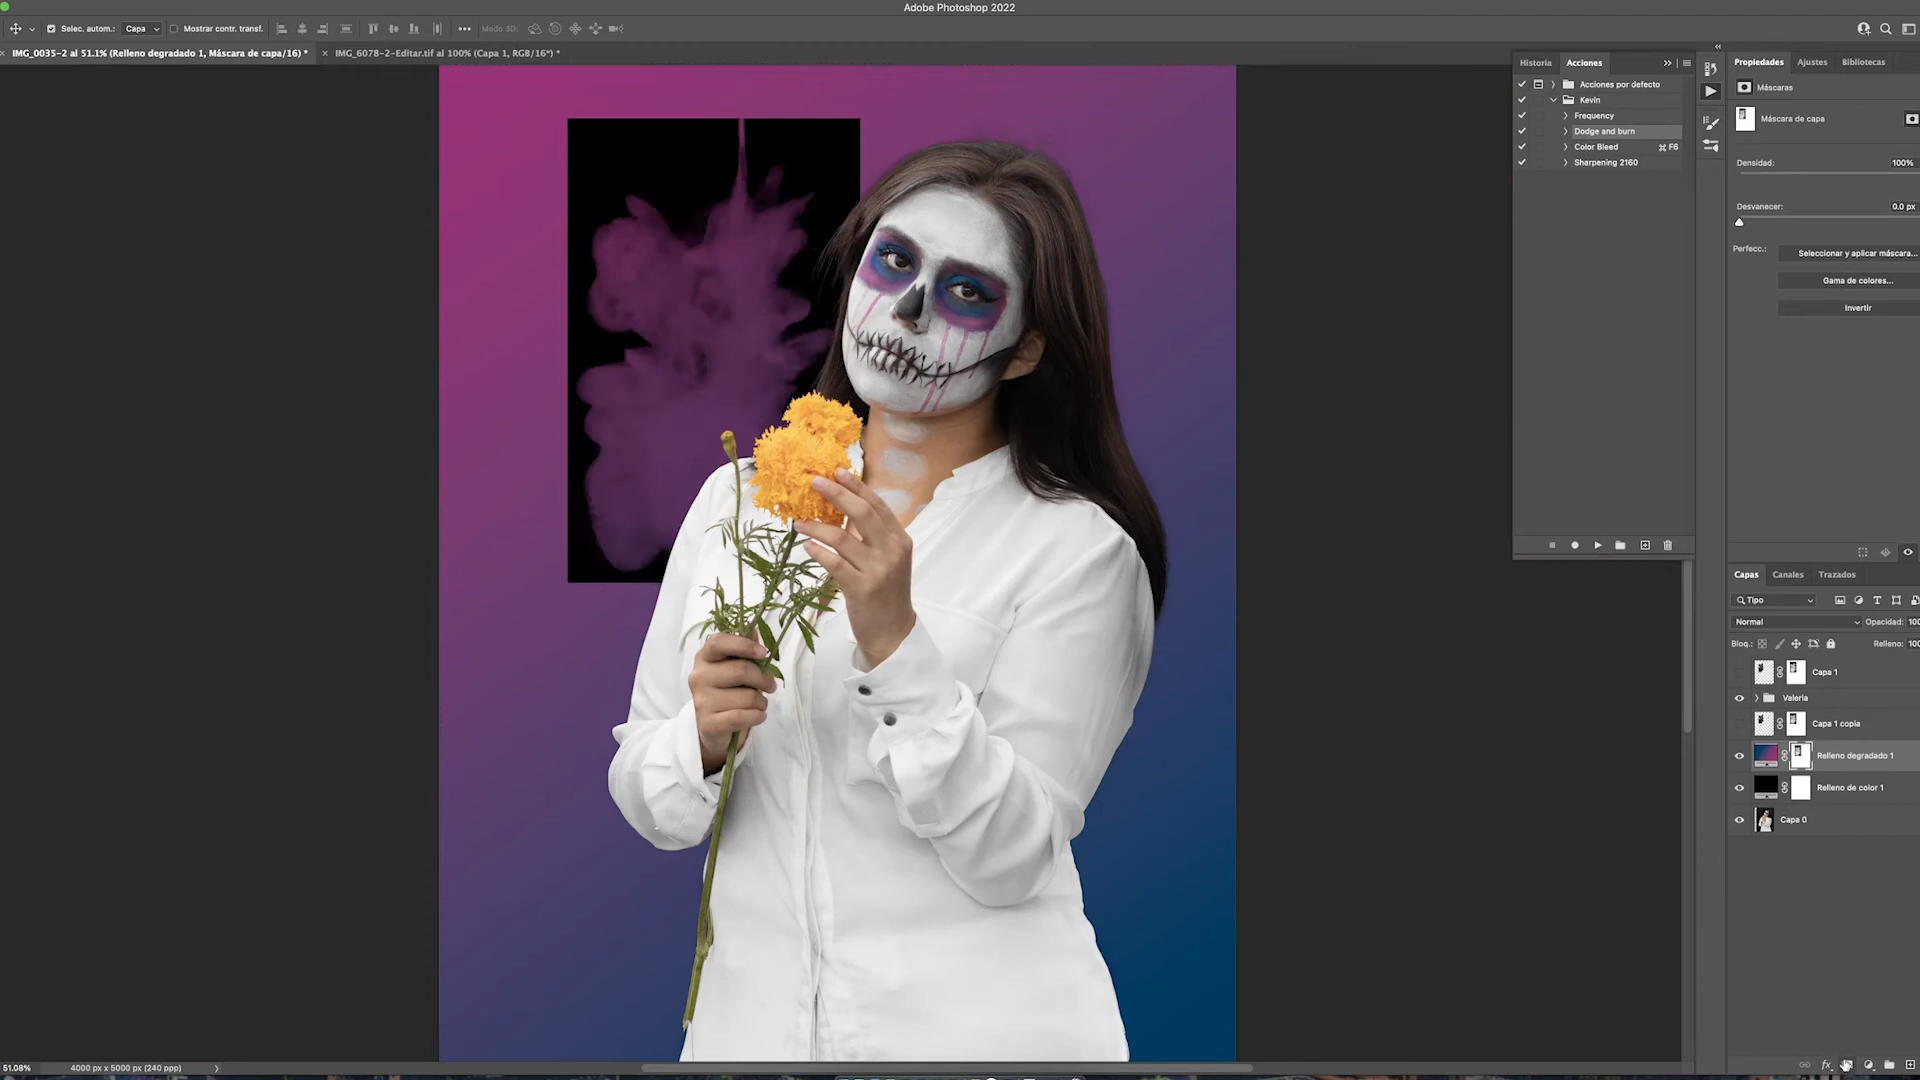 Adobe Photoshop 2022
Selec. autom.: Capa Mostrar contr. transf. ••• Modo 3D:
IMG_0035-2 al 51.1% (Relleno degradado 1, Máscara de capa/16) * × IMG_6078-2-Editar.tif al 100% (Capa 1, RGB/16*) *
Historia Acciones
Acciones por defecto
Kevin
Frequency
Dodge and burn
Color Bleed ⌘ F6
Sharpening 2160
Propiedades Ajustes Bibliotecas
Máscaras
Máscara de capa
Densidad: 100%
Desvanecer: 0.0 px
Perfecc.: Seleccionar y aplicar máscara...
Gama de colores...
Invertir
Capas Canales Trazados
Tipo
Normal Opacidad: 100
Bloq.: Relleno: 100
Capa 1
Valeria
Capa 1 copia
Relleno degradado 1
Relleno de color 1
Capa 0
fx
51.08% 4000 px x 5000 px (240 ppp)